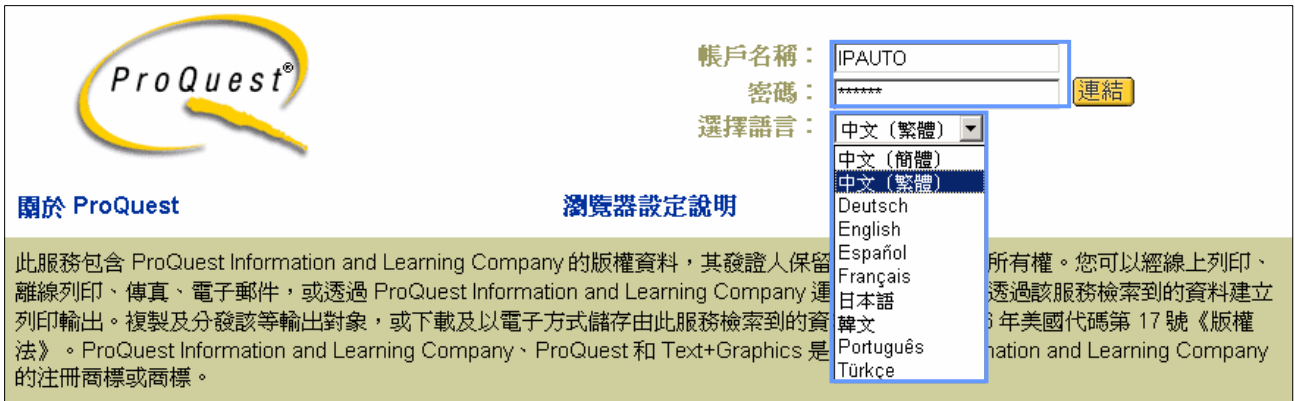 ProQuest®
帳戶名稱： IPAUTO
密碼： ****** 連結
選擇語言： 中文（繁體）
中文（簡體）
中文（繁體）
Deutsch
English
Español
Français
日本語
韓文
Português
Türkçe
關於 ProQuest
瀏覽器設定說明
此服務包含 ProQuest Information and Learning Company 的版權資料，其發證人保留 所有權。您可以經線上列印、
離線列印、傳真、電子郵件，或透過 ProQuest Information and Learning Company 運 透過該服務檢索到的資料建立
列印輸出。複製及分發該等輸出對象，或下載及以電子方式儲存由此服務檢索到的資 6 年美國代碼第 17 號《版權
法》。ProQuest Information and Learning Company、ProQuest 和 Text+Graphics 是 mation and Learning Company
的注冊商標或商標。